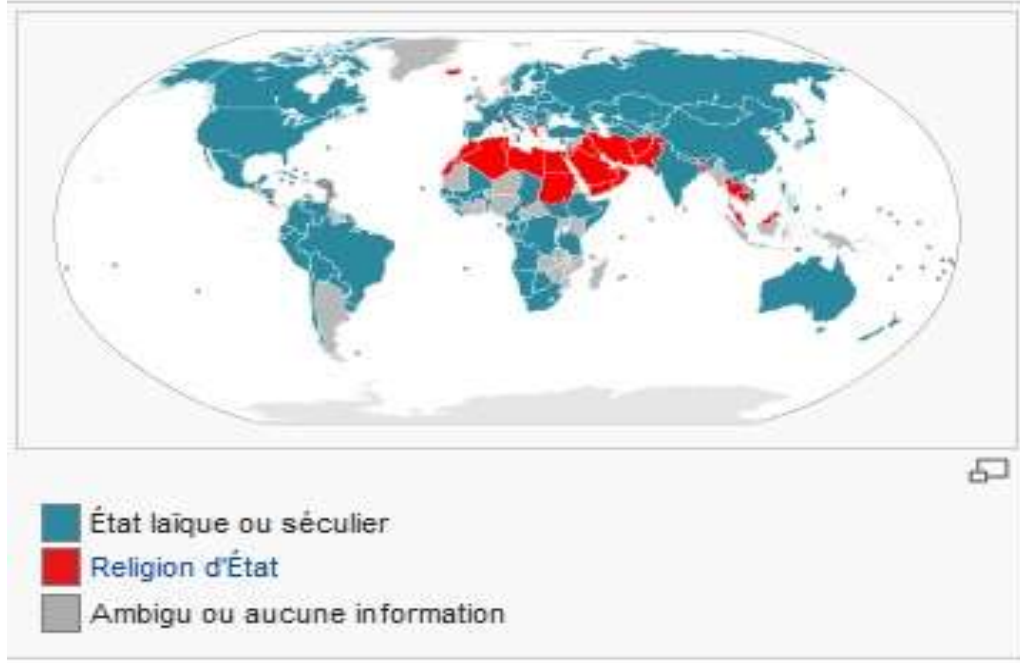 État laïque ou séculier
Religion d'État
Ambigu ou aucune information